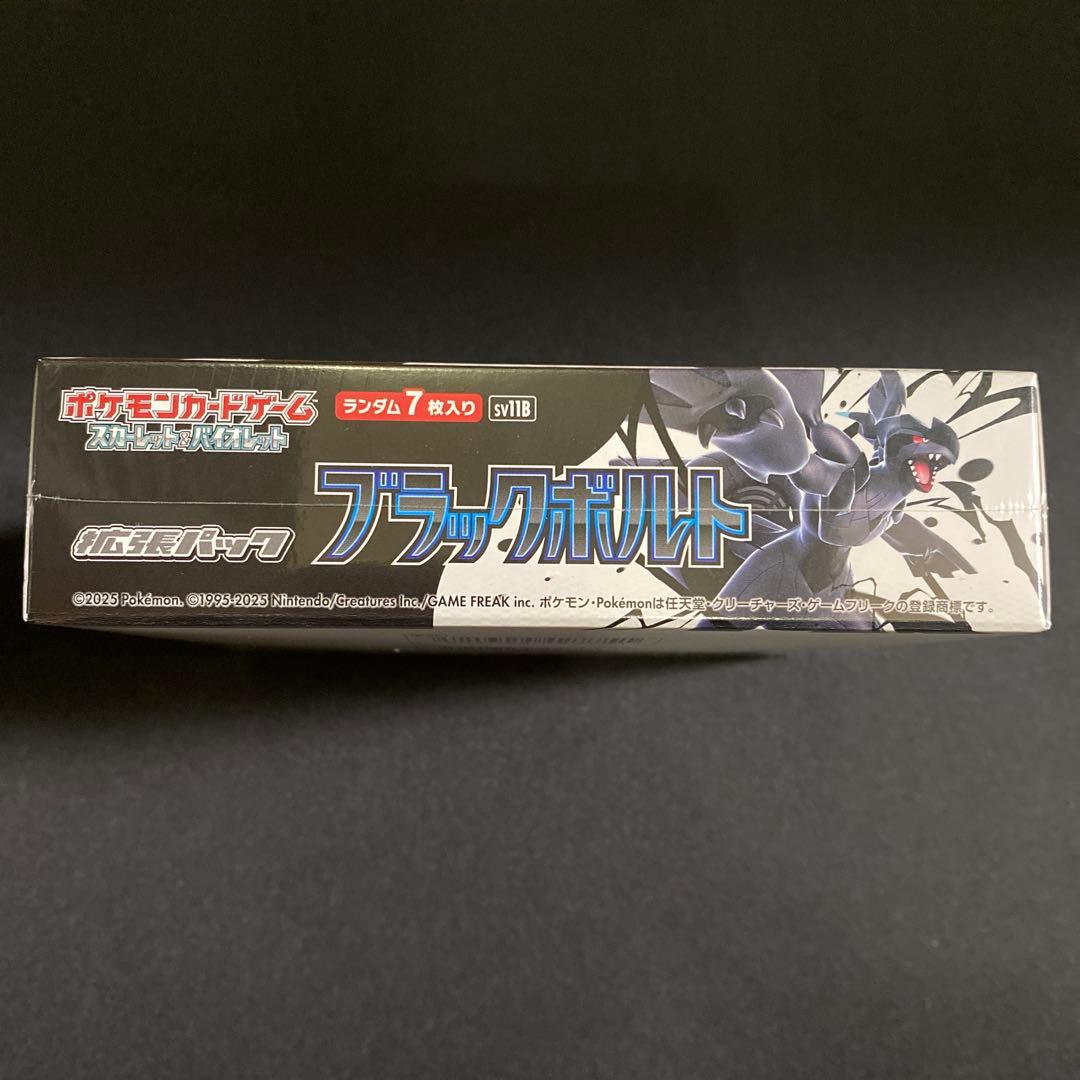 ポケモンカードゲーム
スカーレット&バイオレット
ランダム7枚入り sv11B
拡張パック
ブラックボルト
©2025 Pokémon. ©1995-2025 Nintendo/Creatures Inc./GAME FREAK inc. ポケモン・Pokémonは任天堂・クリーチャーズ・ゲームフリークの登録商標です。